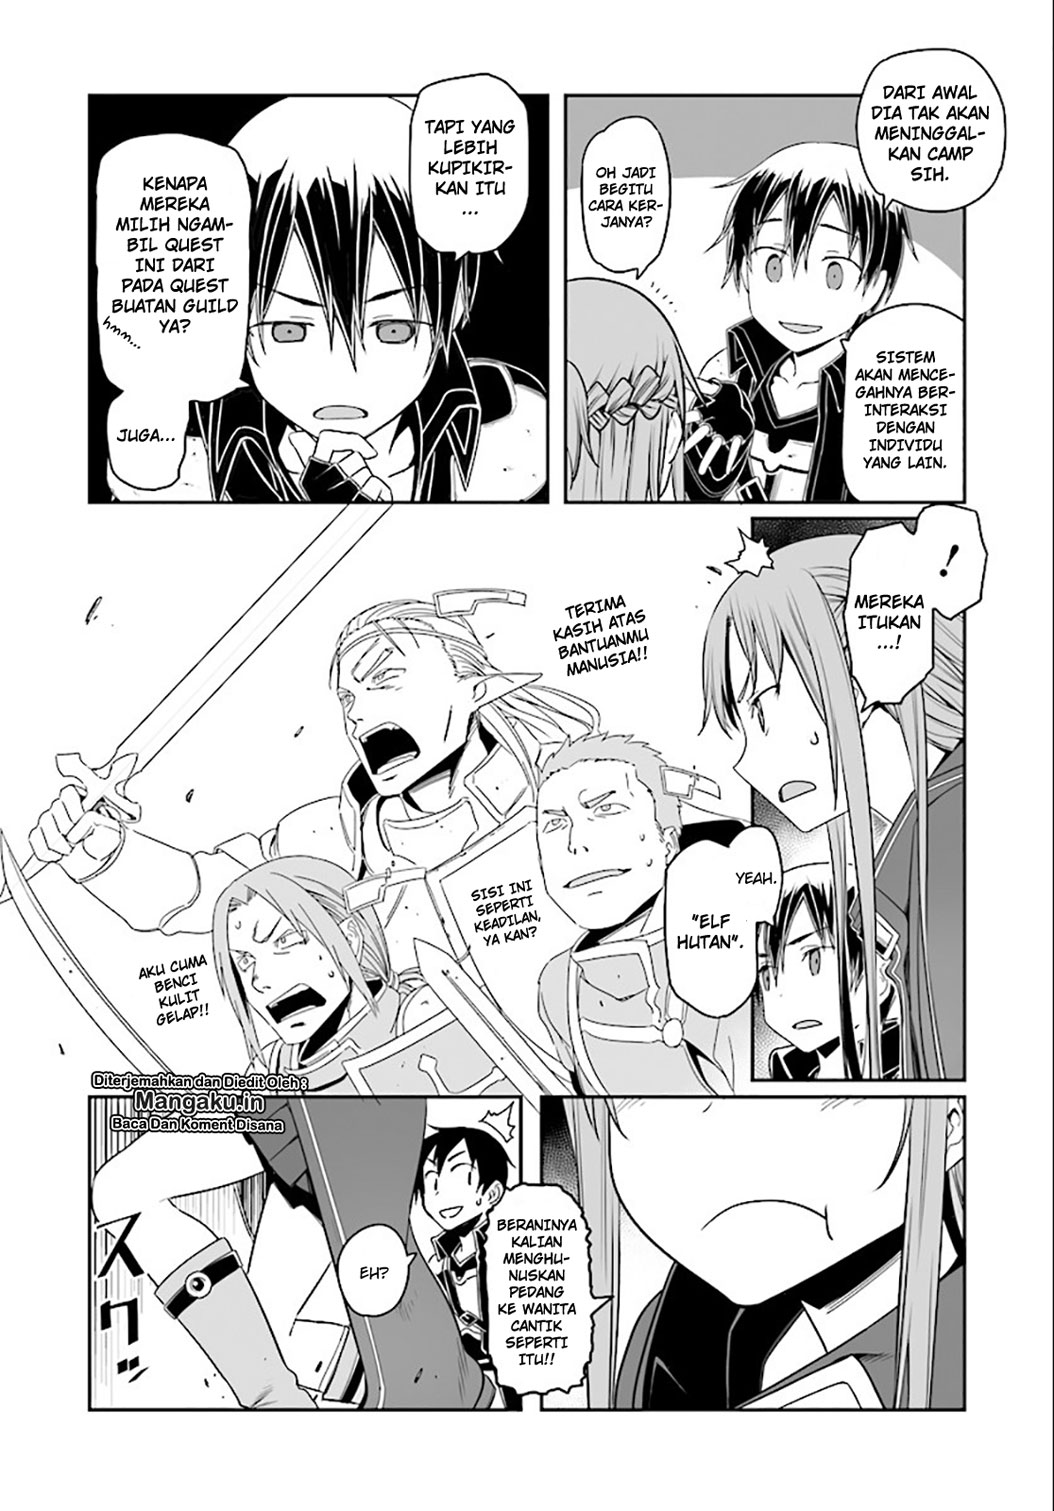 DARI AWAL
DIA TAK AKAN
MENINGGAL-
KAN CAMP
SIH.
OH JADI
BEGITU
CARA KER-
JANYA?
SISTEM
AKAN MENCE-
GAHNYA BER-
INTERAKSI
DENGAN
INDIVIDU
YANG LAIN.
TAPI YANG
LEBIH
KUPIKIR-
KAN ITU
...
KENAPA
MEREKA
MILIH NGAM-
BIL QUEST
INI DARI
PADA QUEST
BUATAN GUILD
YA?
hmm...
JUGA...
!
MEREKA
ITUKAN
...!
TERIMA
KASIH ATAS
BANTUANMU
MANUSIA!!
YEAH.
"ELF
HUTAN".
SISI INI
SEPERTI
KEADILAN,
YA KAN?
AKU CUMA
BENCI
KULIT
GELAP!!
Diterjemahkan dan Diedit Oleh:
Mangaku.in
Baca Dan Koment Disana
BERANINYA
KALIAN
MENGHU-
NUSKAN
PEDANG
KE WANITA
CANTIK
SEPERTI
ITU!!
EH?
スクッ